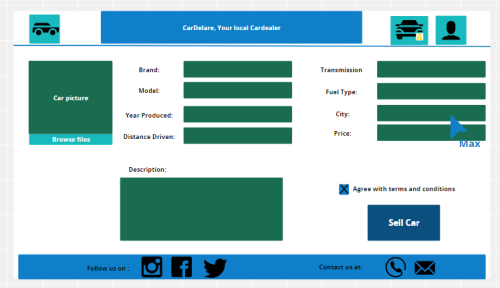 CarDelare, Your local Cardealer
Car picture
Browse files
Brand:
Model:
Year Produced:
Distance Driven:
Transmission
Fuel Type:
City:
Price:
Max
Description:
Agree with terms and conditions
Sell Car
Follow us on :
Contact us at: